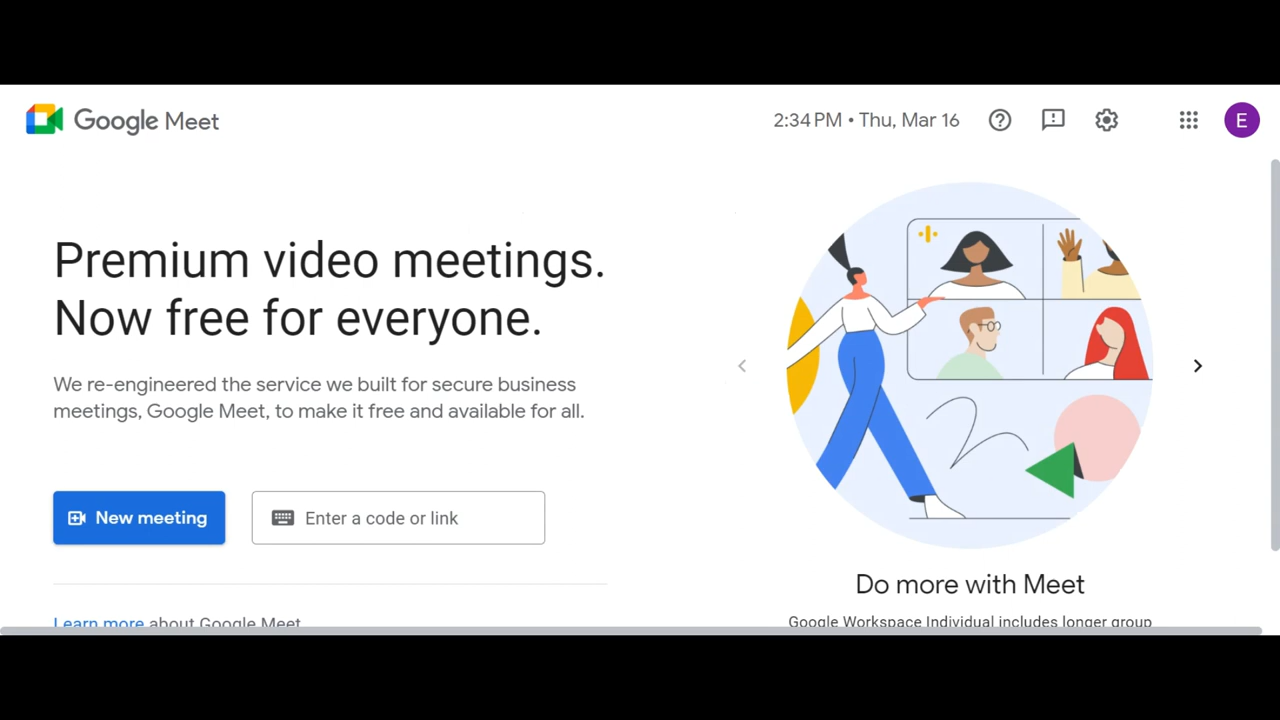 Google Meet
2:34 PM • Thu, Mar 16
E
Premium video meetings.
Now free for everyone.
We re-engineered the service we built for secure business
meetings, Google Meet, to make it free and available for all.
New meeting
Enter a code or link
Learn more about Google Meet
Do more with Meet
Google Workspace Individual includes longer group